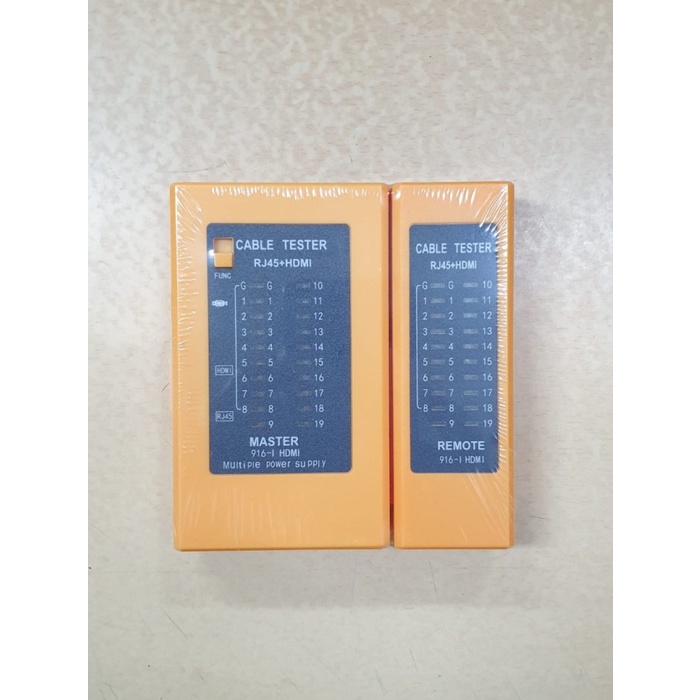 CABLE TESTER
RJ45+HDMI
FUNC
G G 10
1 1 11
2 2 12
3 3 13
4 4 14
5 5 15
HDMI 6 6 16
7 7 17
RJ45 8 8 18
9 19
MASTER
916-I HDMI
Multiple power supply
CABLE TESTER
RJ45+HDMI
G G 10
1 1 11
2 2 12
3 3 13
4 4 14
5 5 15
6 6 16
7 7 17
8 8 18
9 19
REMOTE
916-I HDMI